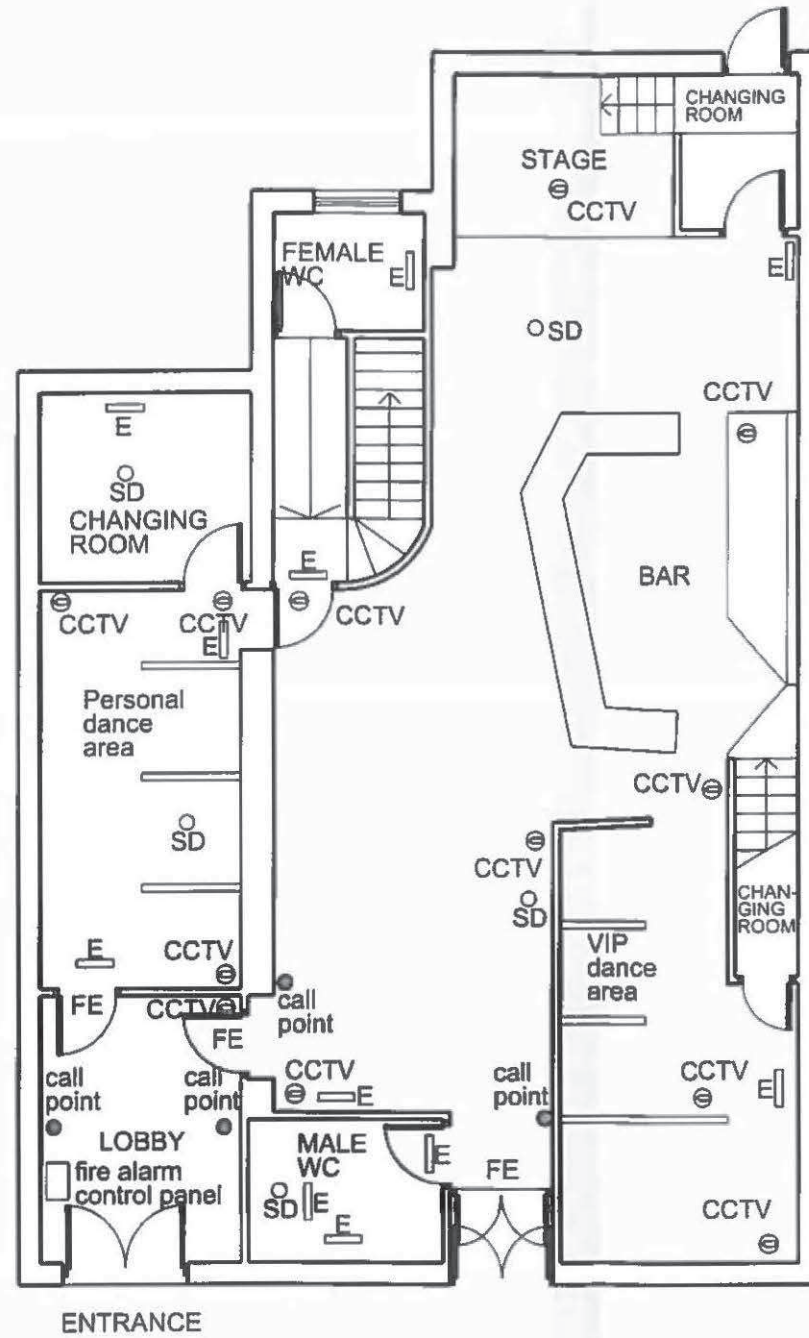 CHANGING
ROOM
STAGE
CCTV
FEMALE
WC
E
E
SD
CCTV
E
SD
CHANGING
ROOM
BAR
E
CCTV
CCTV
E
CCTV
Personal
dance
area
CCTV
SD
CCTV
SD
CHAN-
GING
ROOM
VIP
dance
area
E
CCTV
FE
CCTV
FE
call
point
call
point
call
point
CCTV
E
call
point
CCTV
E
LOBBY
fire alarm
control panel
MALE
WC
SD
E
E
E
FE
CCTV
ENTRANCE